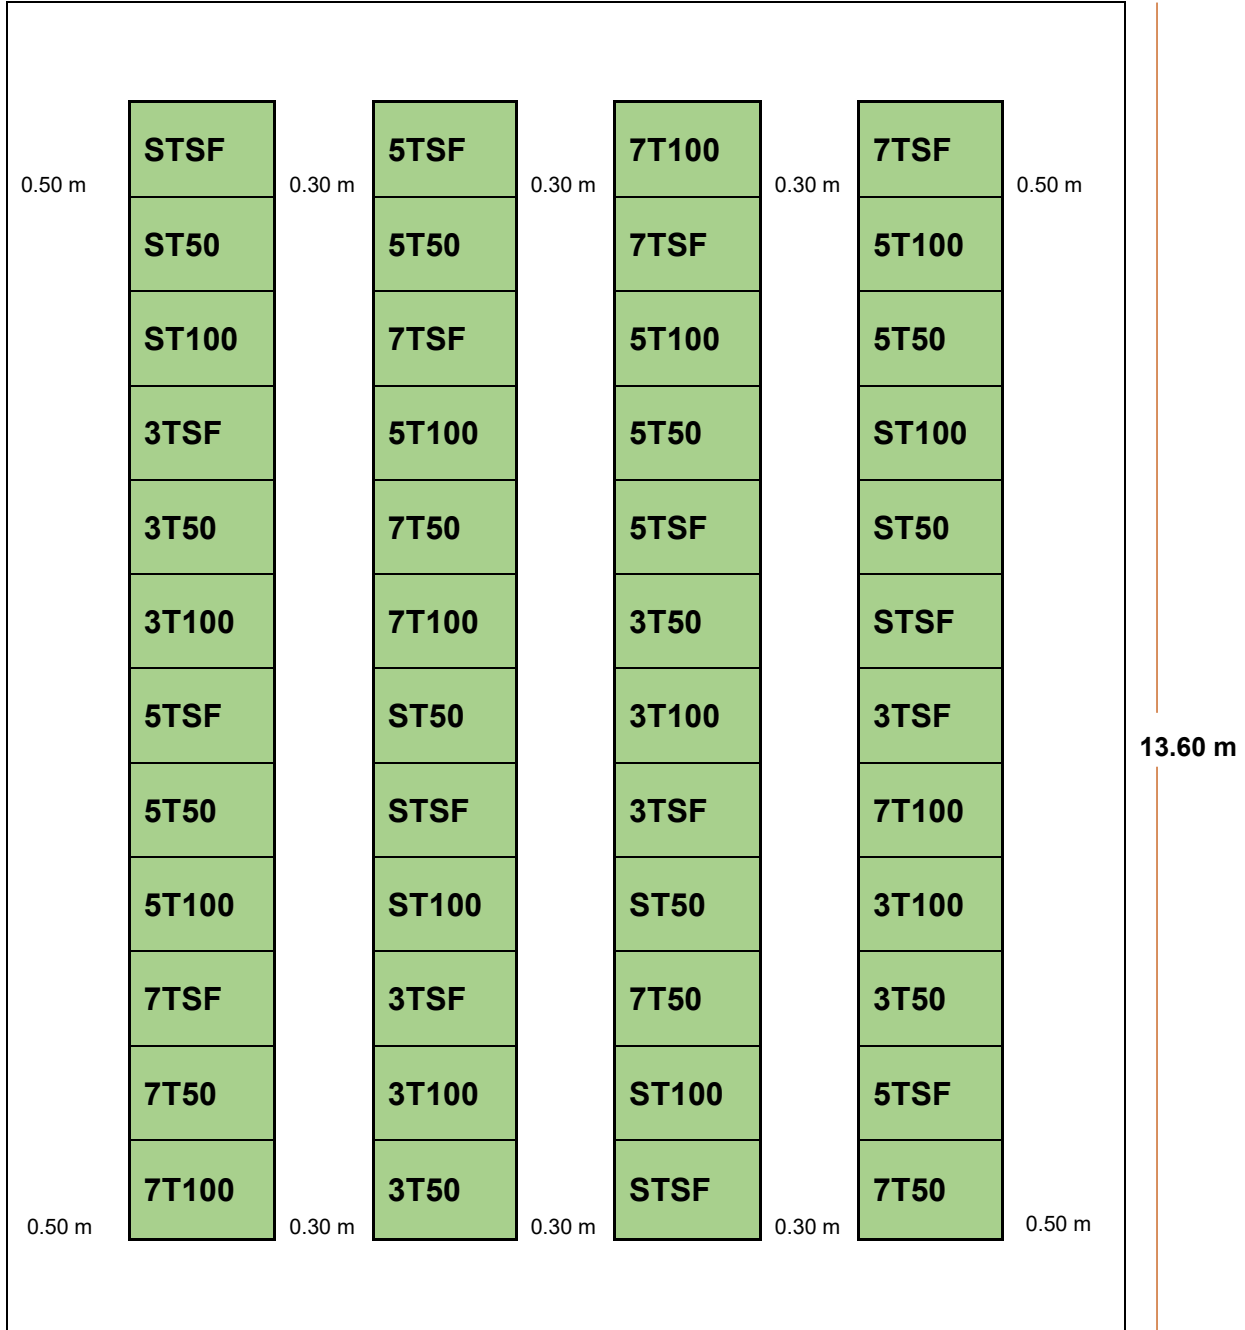 STSF 5TSF 7T100 7TSF
0.50 m 0.30 m 0.30 m 0.30 m 0.50 m
ST50 5T50 7TSF 5T100
ST100 7TSF 5T100 5T50
3TSF 5T100 5T50 ST100
3T50 7T50 5TSF ST50
3T100 7T100 3T50 STSF
5TSF ST50 3T100 3TSF
13.60 m
5T50 STSF 3TSF 7T100
5T100 ST100 ST50 3T100
7TSF 3TSF 7T50 3T50
7T50 3T100 ST100 5TSF
7T100 3T50 STSF 7T50
0.50 m 0.30 m 0.30 m 0.30 m 0.50 m